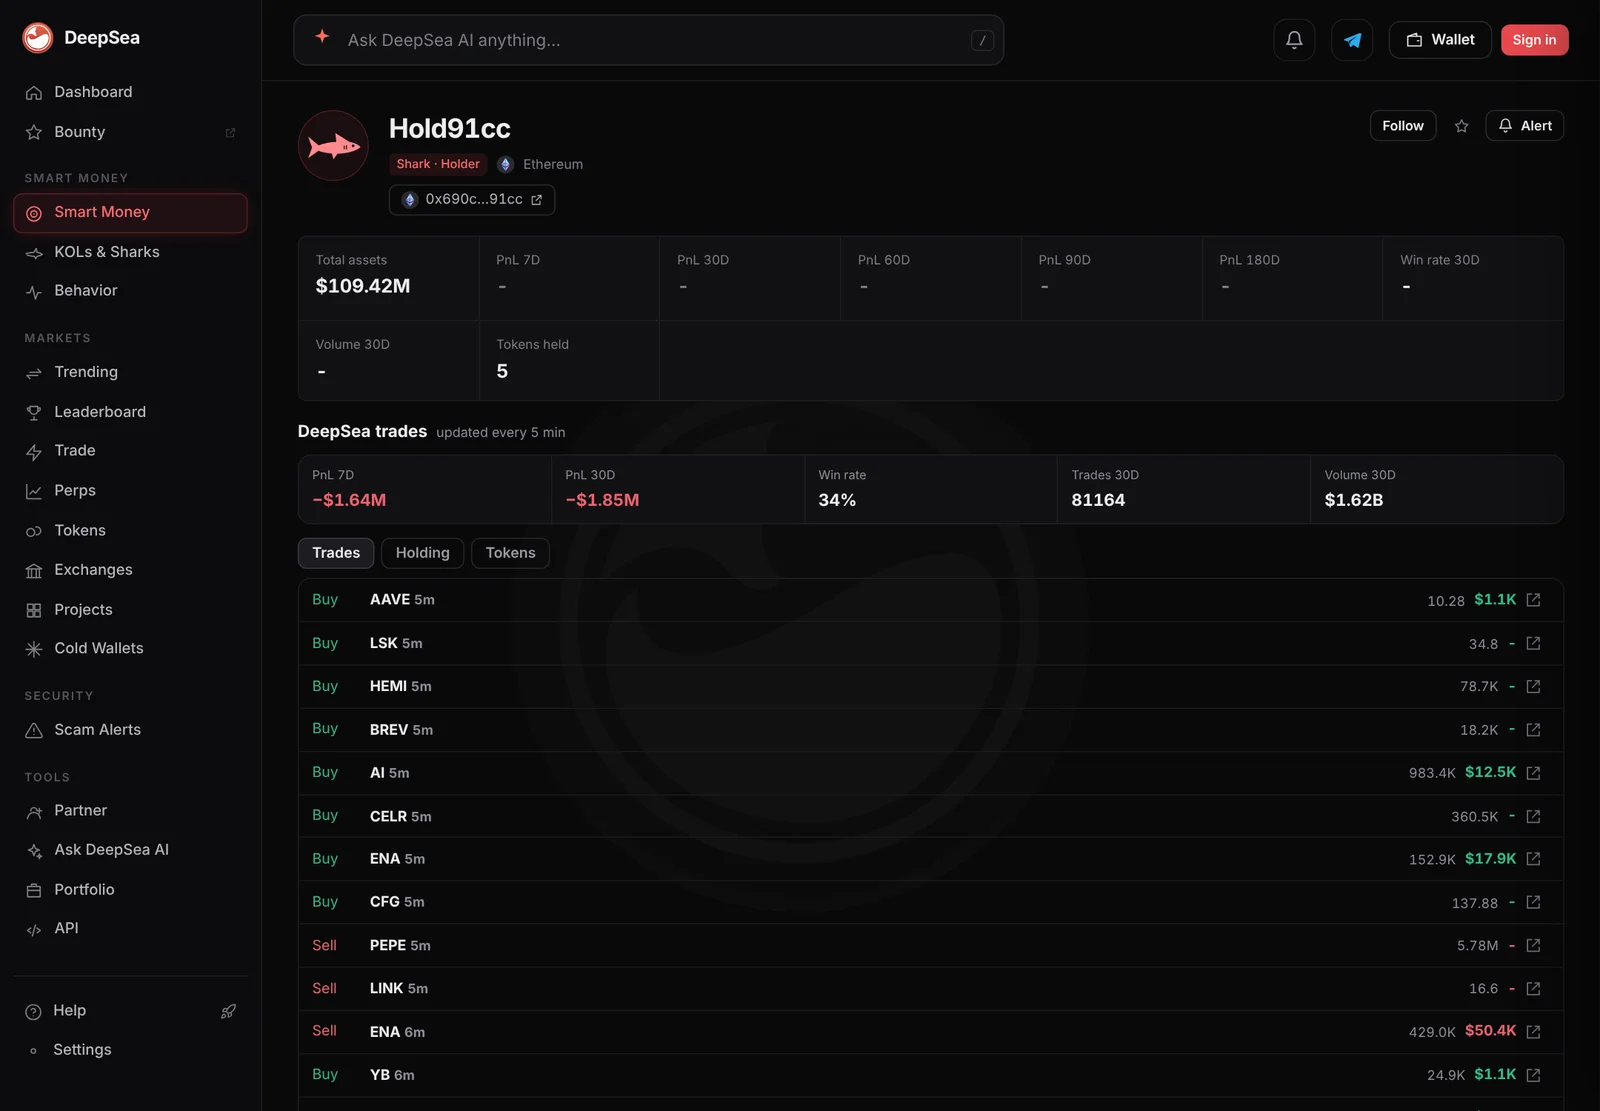 DeepSea
Ask DeepSea AI anything...
/
Wallet
Sign in
Dashboard
Bounty
SMART MONEY
Smart Money
KOLs & Sharks
Behavior
MARKETS
Trending
Leaderboard
Trade
Perps
Tokens
Exchanges
Projects
Cold Wallets
SECURITY
Scam Alerts
TOOLS
Partner
Ask DeepSea AI
Portfolio
API
Help
Settings
Hold91cc
Shark · Holder
Ethereum
0x690c...91cc
Follow
Alert
Total assets
$109.42M
PnL 7D
-
PnL 30D
-
PnL 60D
-
PnL 90D
-
PnL 180D
-
Win rate 30D
-
Volume 30D
-
Tokens held
5
DeepSea trades updated every 5 min
PnL 7D
−$1.64M
PnL 30D
−$1.85M
Win rate
34%
Trades 30D
81164
Volume 30D
$1.62B
Trades Holding Tokens
Buy AAVE 5m 10.28 $1.1K
Buy LSK 5m 34.8 -
Buy HEMI 5m 78.7K -
Buy BREV 5m 18.2K -
Buy AI 5m 983.4K $12.5K
Buy CELR 5m 360.5K -
Buy ENA 5m 152.9K $17.9K
Buy CFG 5m 137.88 -
Sell PEPE 5m 5.78M -
Sell LINK 5m 16.6 -
Sell ENA 6m 429.0K $50.4K
Buy YB 6m 24.9K $1.1K